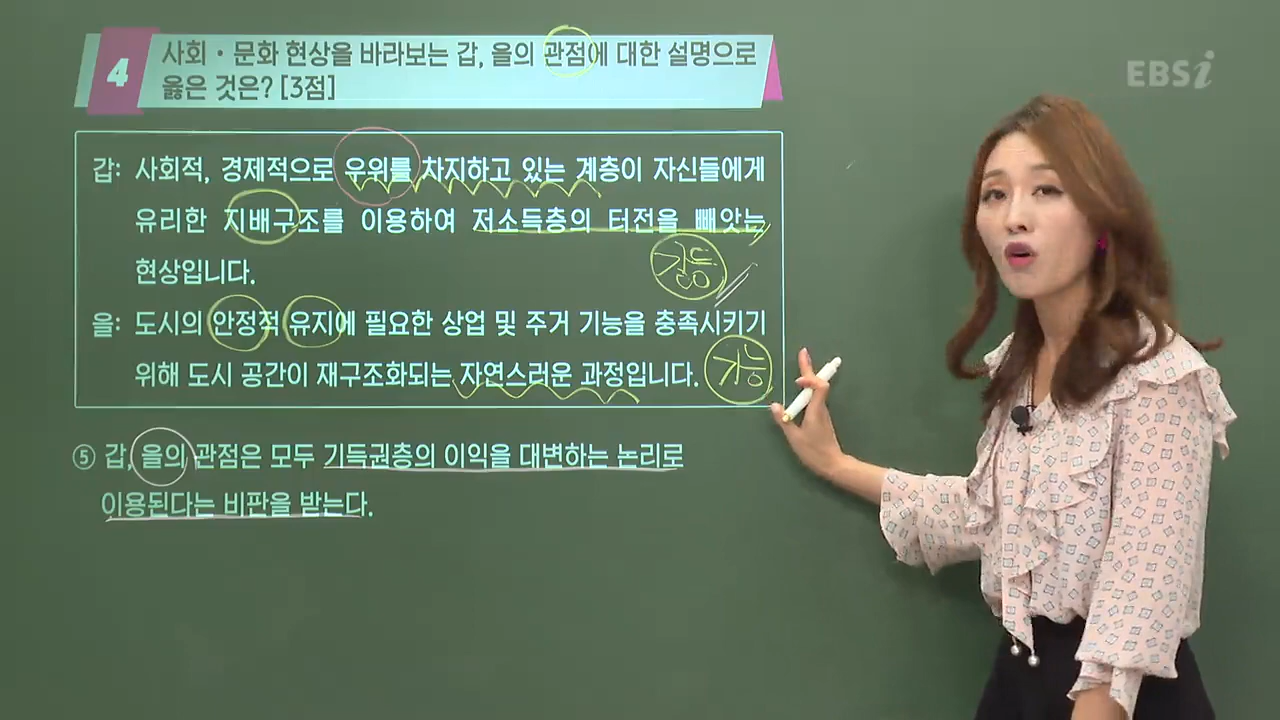 4
사회・문화 현상을 바라보는 갑, 을의 관점에 대한 설명으로
옳은 것은? [3점]
EBSi
갑: 사회적, 경제적으로 우위를 차지하고 있는 계층이 자신들에게
유리한 지배구조를 이용하여 저소득층의 터전을 빼앗는
현상입니다.
갈등
을: 도시의 안정적 유지에 필요한 상업 및 주거 기능을 충족시키기
위해 도시 공간이 재구조화되는 자연스러운 과정입니다.
기능
⑤ 갑, 을의 관점은 모두 기득권층의 이익을 대변하는 논리로
이용된다는 비판을 받는다.